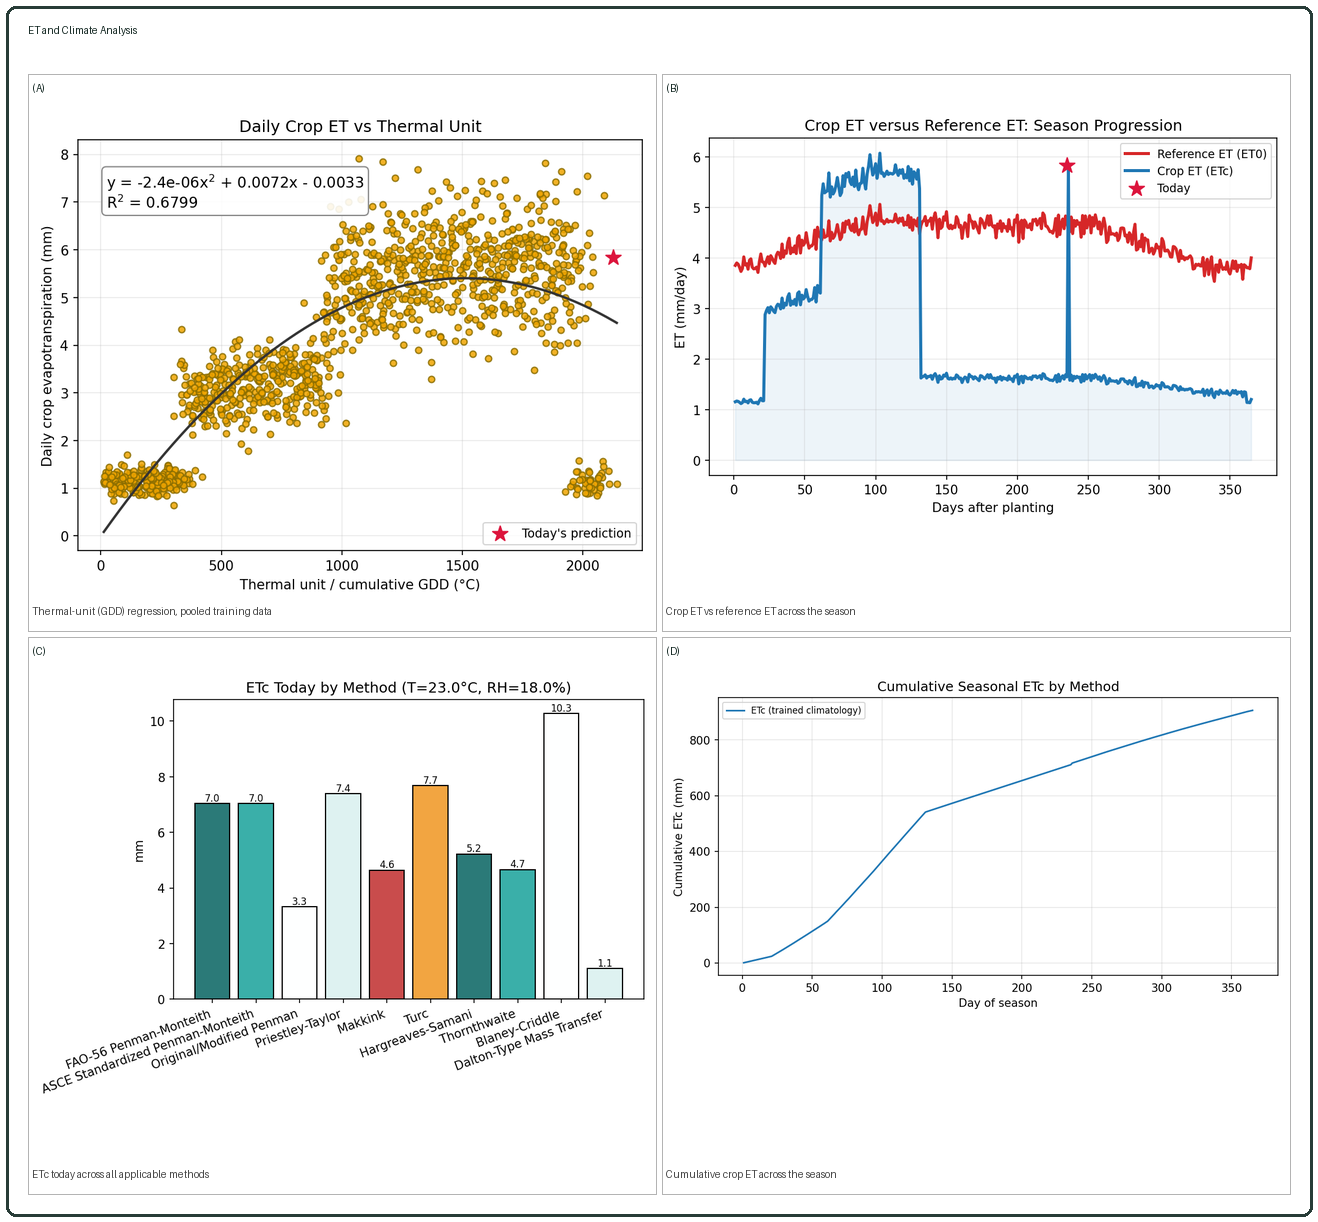 ET and Climate Analysis
(A)
Daily Crop ET vs Thermal Unit
y = -2.4e-06x² + 0.0072x - 0.0033
R² = 0.6799
Daily crop evapotranspiration (mm)
8
7
6
5
4
3
2
1
0
Today's prediction
0 500 1000 1500 2000
Thermal unit / cumulative GDD (°C)
Thermal-unit (GDD) regression, pooled training data
(B)
Crop ET versus Reference ET: Season Progression
Reference ET (ET0)
Crop ET (ETc)
Today
ET (mm/day)
6
5
4
3
2
1
0
0 50 100 150 200 250 300 350
Days after planting
Crop ET vs reference ET across the season
(C)
ETc Today by Method (T=23.0°C, RH=18.0%)
mm
10
8
6
4
2
0
7.0 7.0 3.3 7.4 4.6 7.7 5.2 4.7 10.3 1.1
FAO-56 Penman-Monteith
ASCE Standardized Penman-Monteith
Original/Modified Penman
Priestley-Taylor
Makkink
Turc
Hargreaves-Samani
Thornthwaite
Blaney-Criddle
Dalton-Type Mass Transfer
ETc today across all applicable methods
(D)
Cumulative Seasonal ETc by Method
ETc (trained climatology)
Cumulative ETc (mm)
800
600
400
200
0
0 50 100 150 200 250 300 350
Day of season
Cumulative crop ET across the season